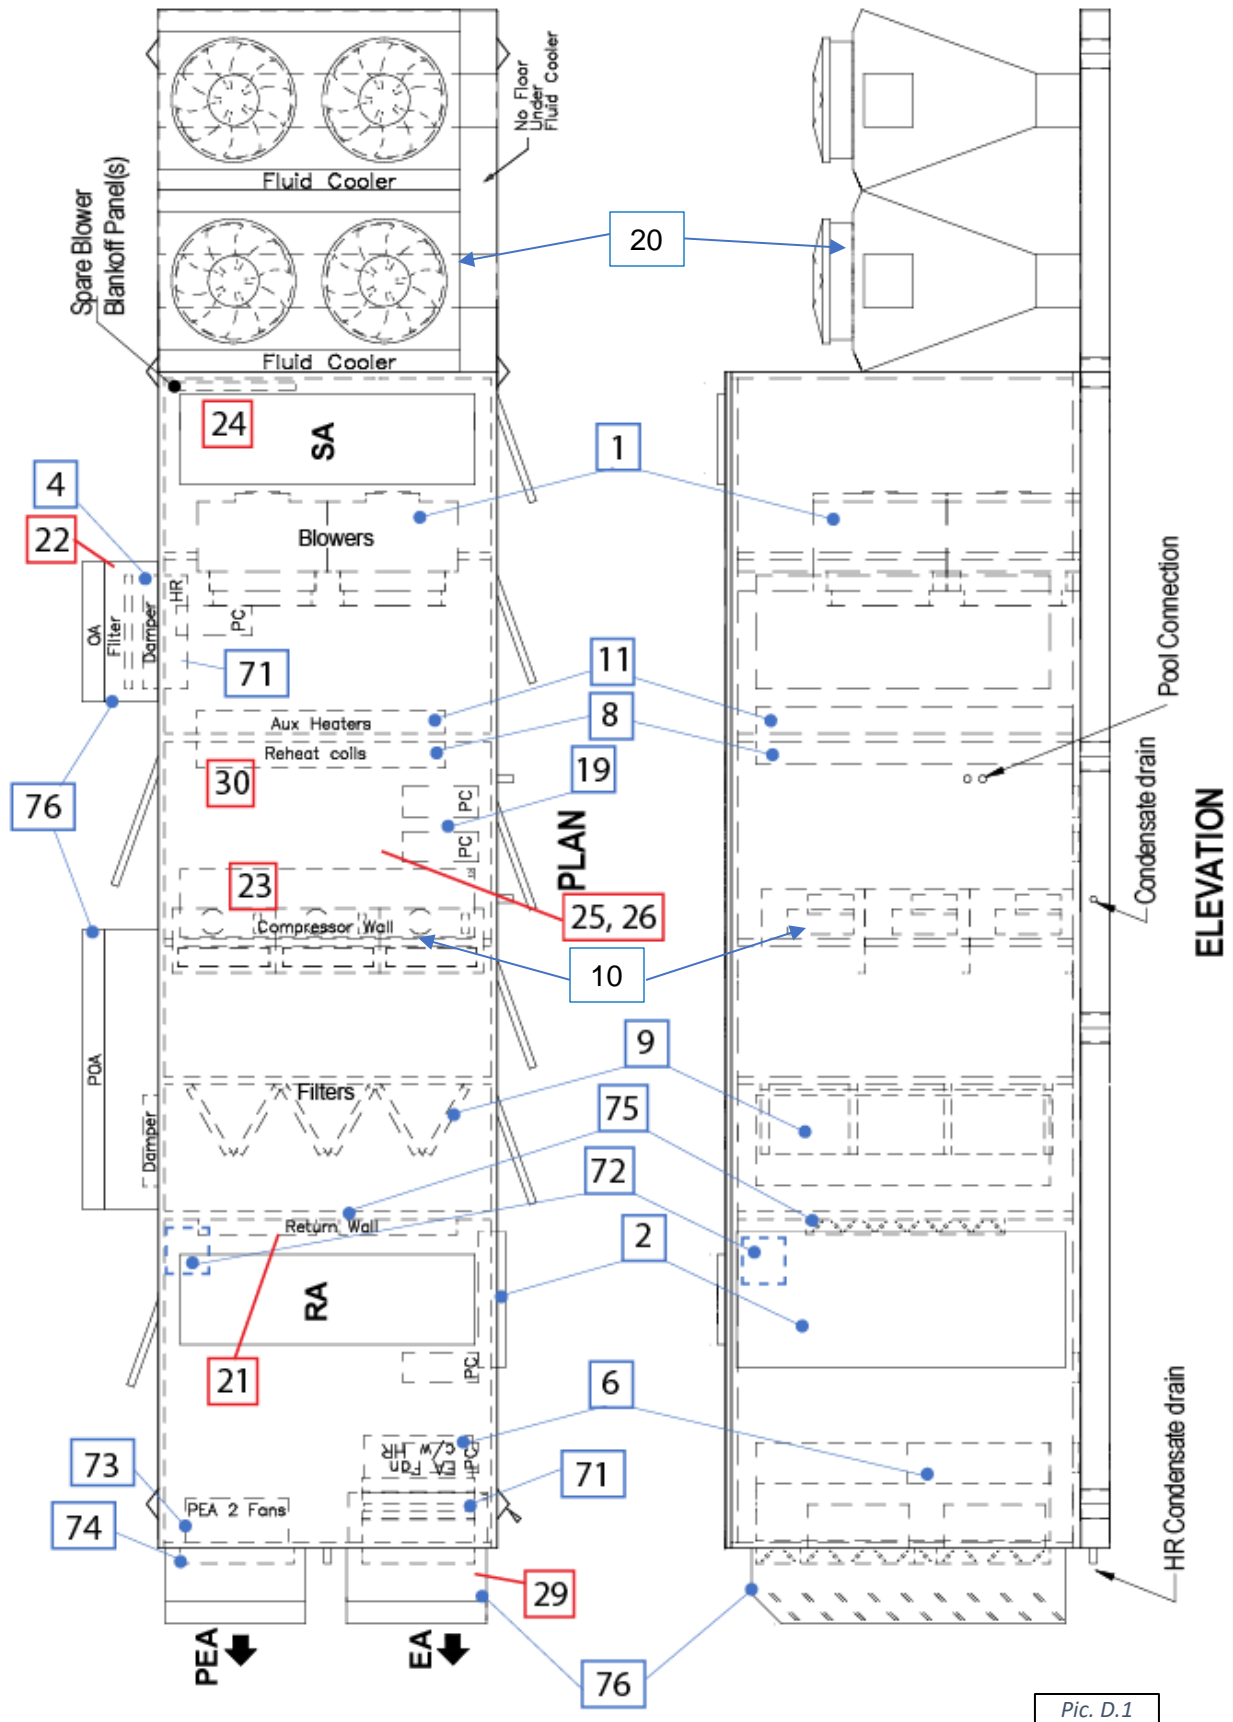 No Floor
Under
Fluid Cooler
Fluid Cooler
Spare Blower
Blankoff Panel(s)
20
Fluid Cooler
24
SA
1
4
22
Blowers
HR
PC
OA
Filter
Damper
71
11
Pool Connection
Aux Heaters
8
Reheat coils
30
19
PC
76
PC
PLAN
Condensate drain
ELEVATION
23
25, 26
Compressor Wall
10
9
POA
75
Filters
Damper
72
Return Wall
2
RA
21
PC
6
EA Fan
c/w HR
PC
HR Condensate drain
73
71
PEA 2 Fans
74
29
PEA
EA
76
Pic. D.1